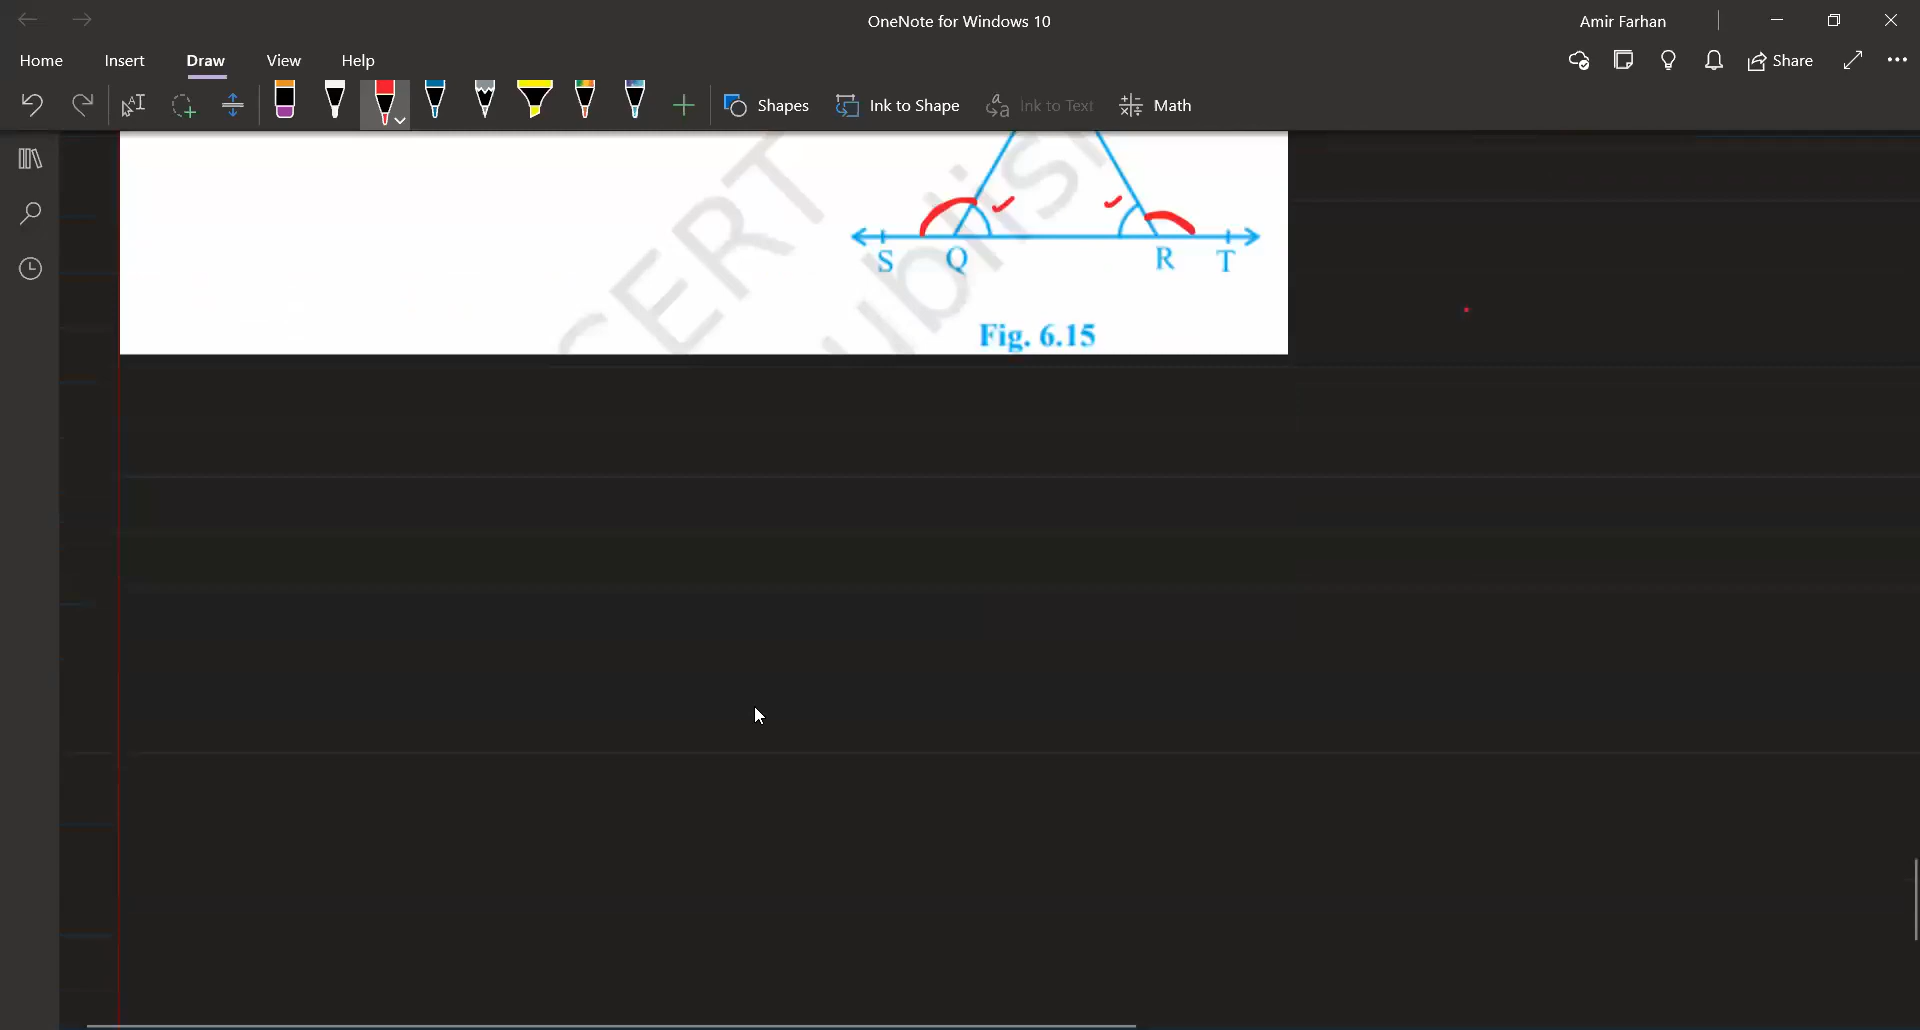 OneNote for Windows 10
Amir Farhan
Home Insert Draw View Help
Share
Shapes Ink to Shape Ink to Text Math
S Q R T
Fig. 6.15